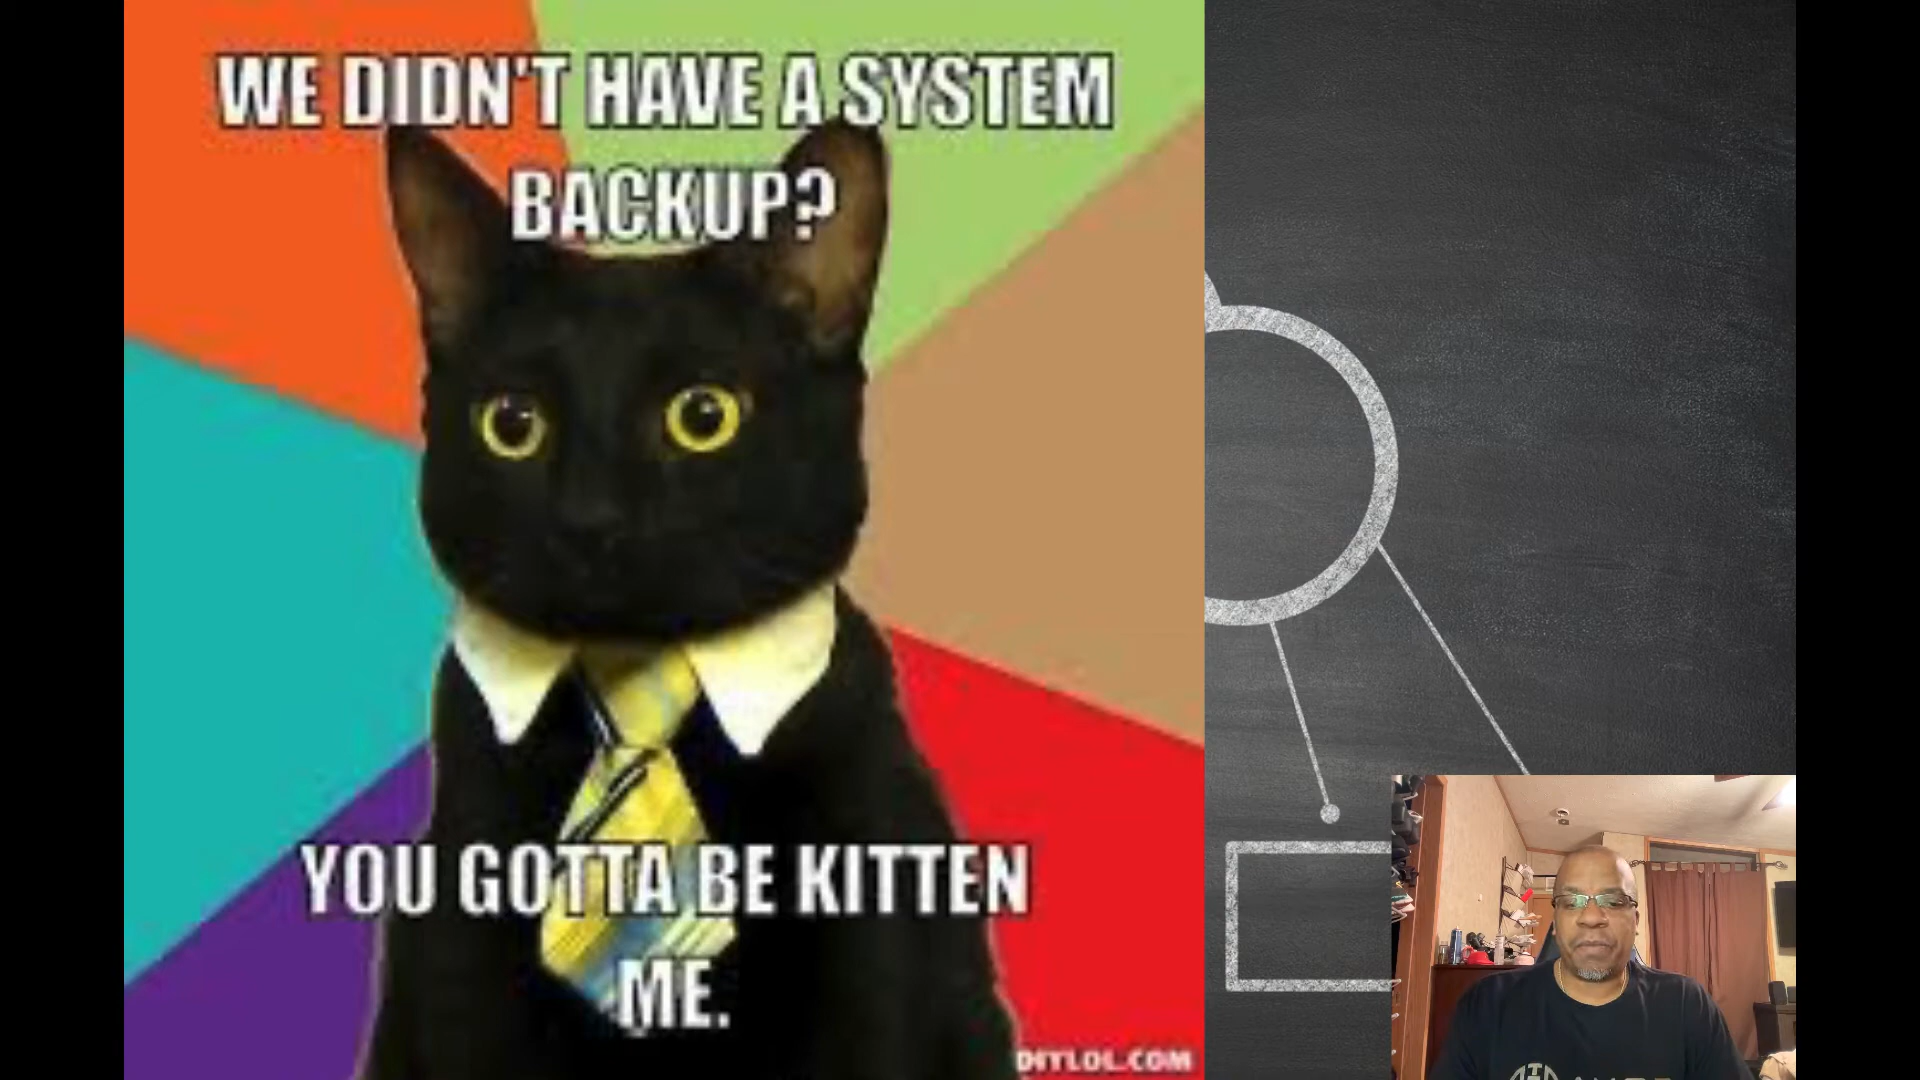 WE DIDN'T HAVE A SYSTEM
BACKUP?
YOU GOTTA BE KITTEN
ME.
DIYLOL.COM